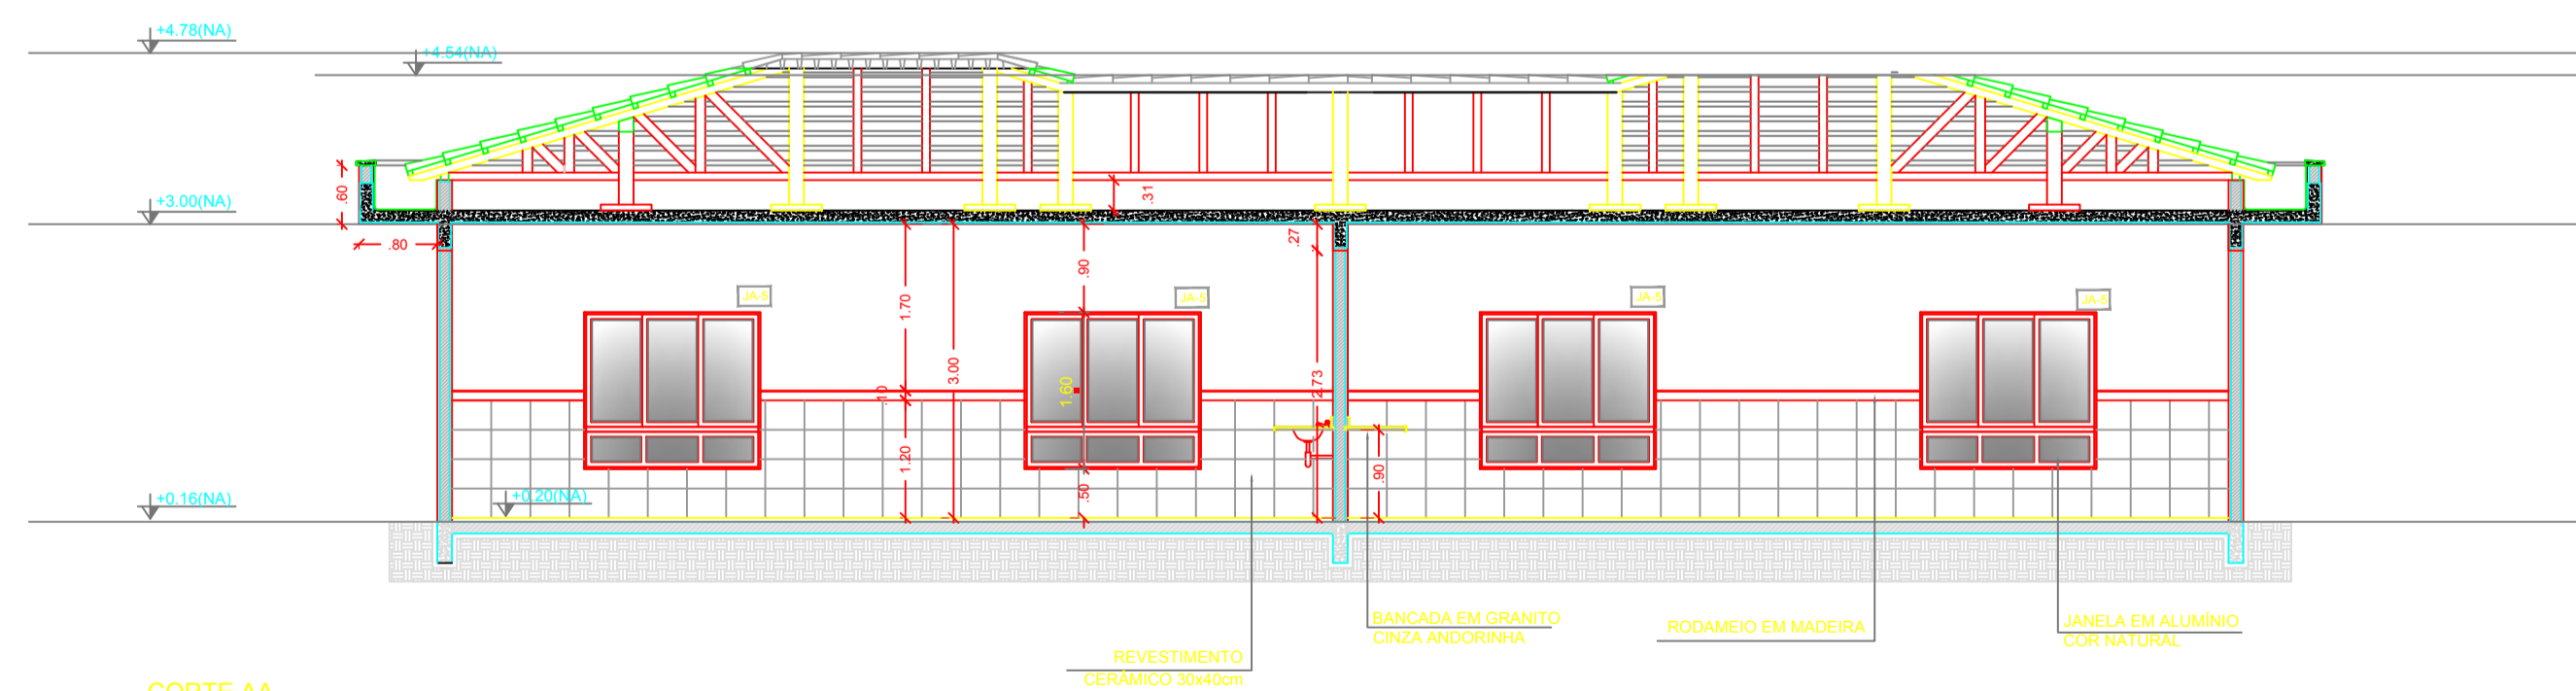 +4.78(NA)
+4.54(NA)
.60
+3.00(NA)
.31
.80
.27
.90
JA-5
JA-5
JA-5
JA-5
1.70
3.00
1.60
.10
2.73
1.20
.90
.50
+0.16(NA)
+0.20(NA)
BANCADA EM GRANITO
CINZA ANDORINHA
RODAMEIO EM MADEIRA
JANELA EM ALUMÍNIO
COR NATURAL
REVESTIMENTO
CERÂMICO 30x40cm
CORTE AA